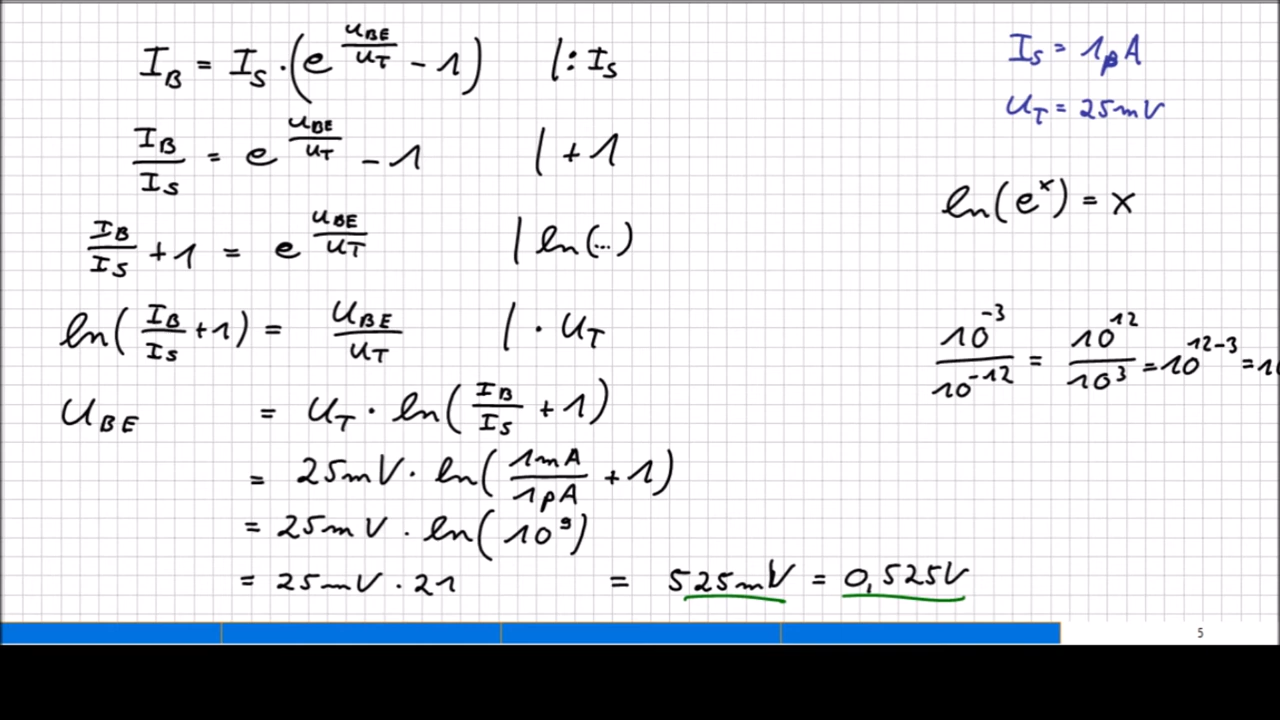 I_B = I_S · (e^(U_BE/U_T) - 1) |: I_S
I_B/I_S = e^(U_BE/U_T) - 1 | + 1
I_B/I_S + 1 = e^(U_BE/U_T) | ln(...)
ln(I_B/I_S + 1) = U_BE/U_T | · U_T
U_BE = U_T · ln(I_B/I_S + 1)
= 25mV · ln(1mA/1pA + 1)
= 25mV · ln(10^9)
= 25mV · 21 = 525mV = 0,525V
I_S = 1pA
U_T = 25mV
ln(e^x) = x
10^-3/10^-12 = 10^12/10^3 = 10^(12-3) = 10
5